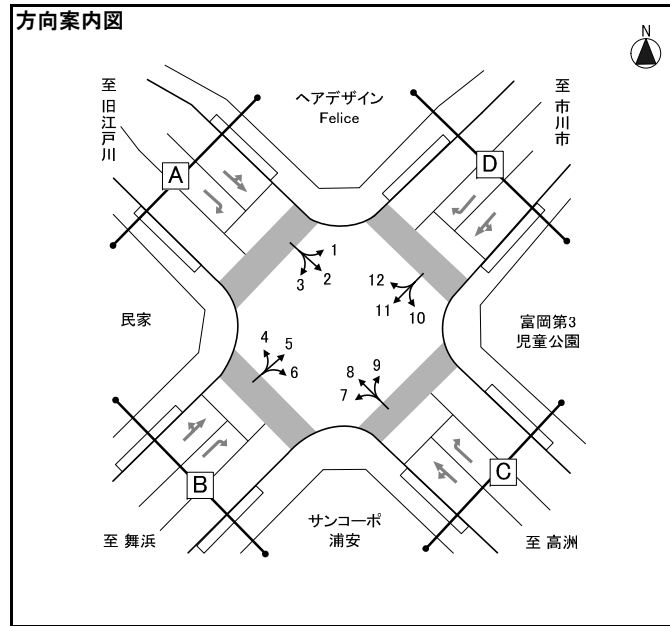 方向案内図
N
至旧江戸川
ヘアデザイン
Felice
至市川市
A
D
1
2
3
12
11
10
民家
富岡第3
児童公園
4
5
6
9
8
7
B
C
サンコーポ
浦安
至 舞浜
至 高洲